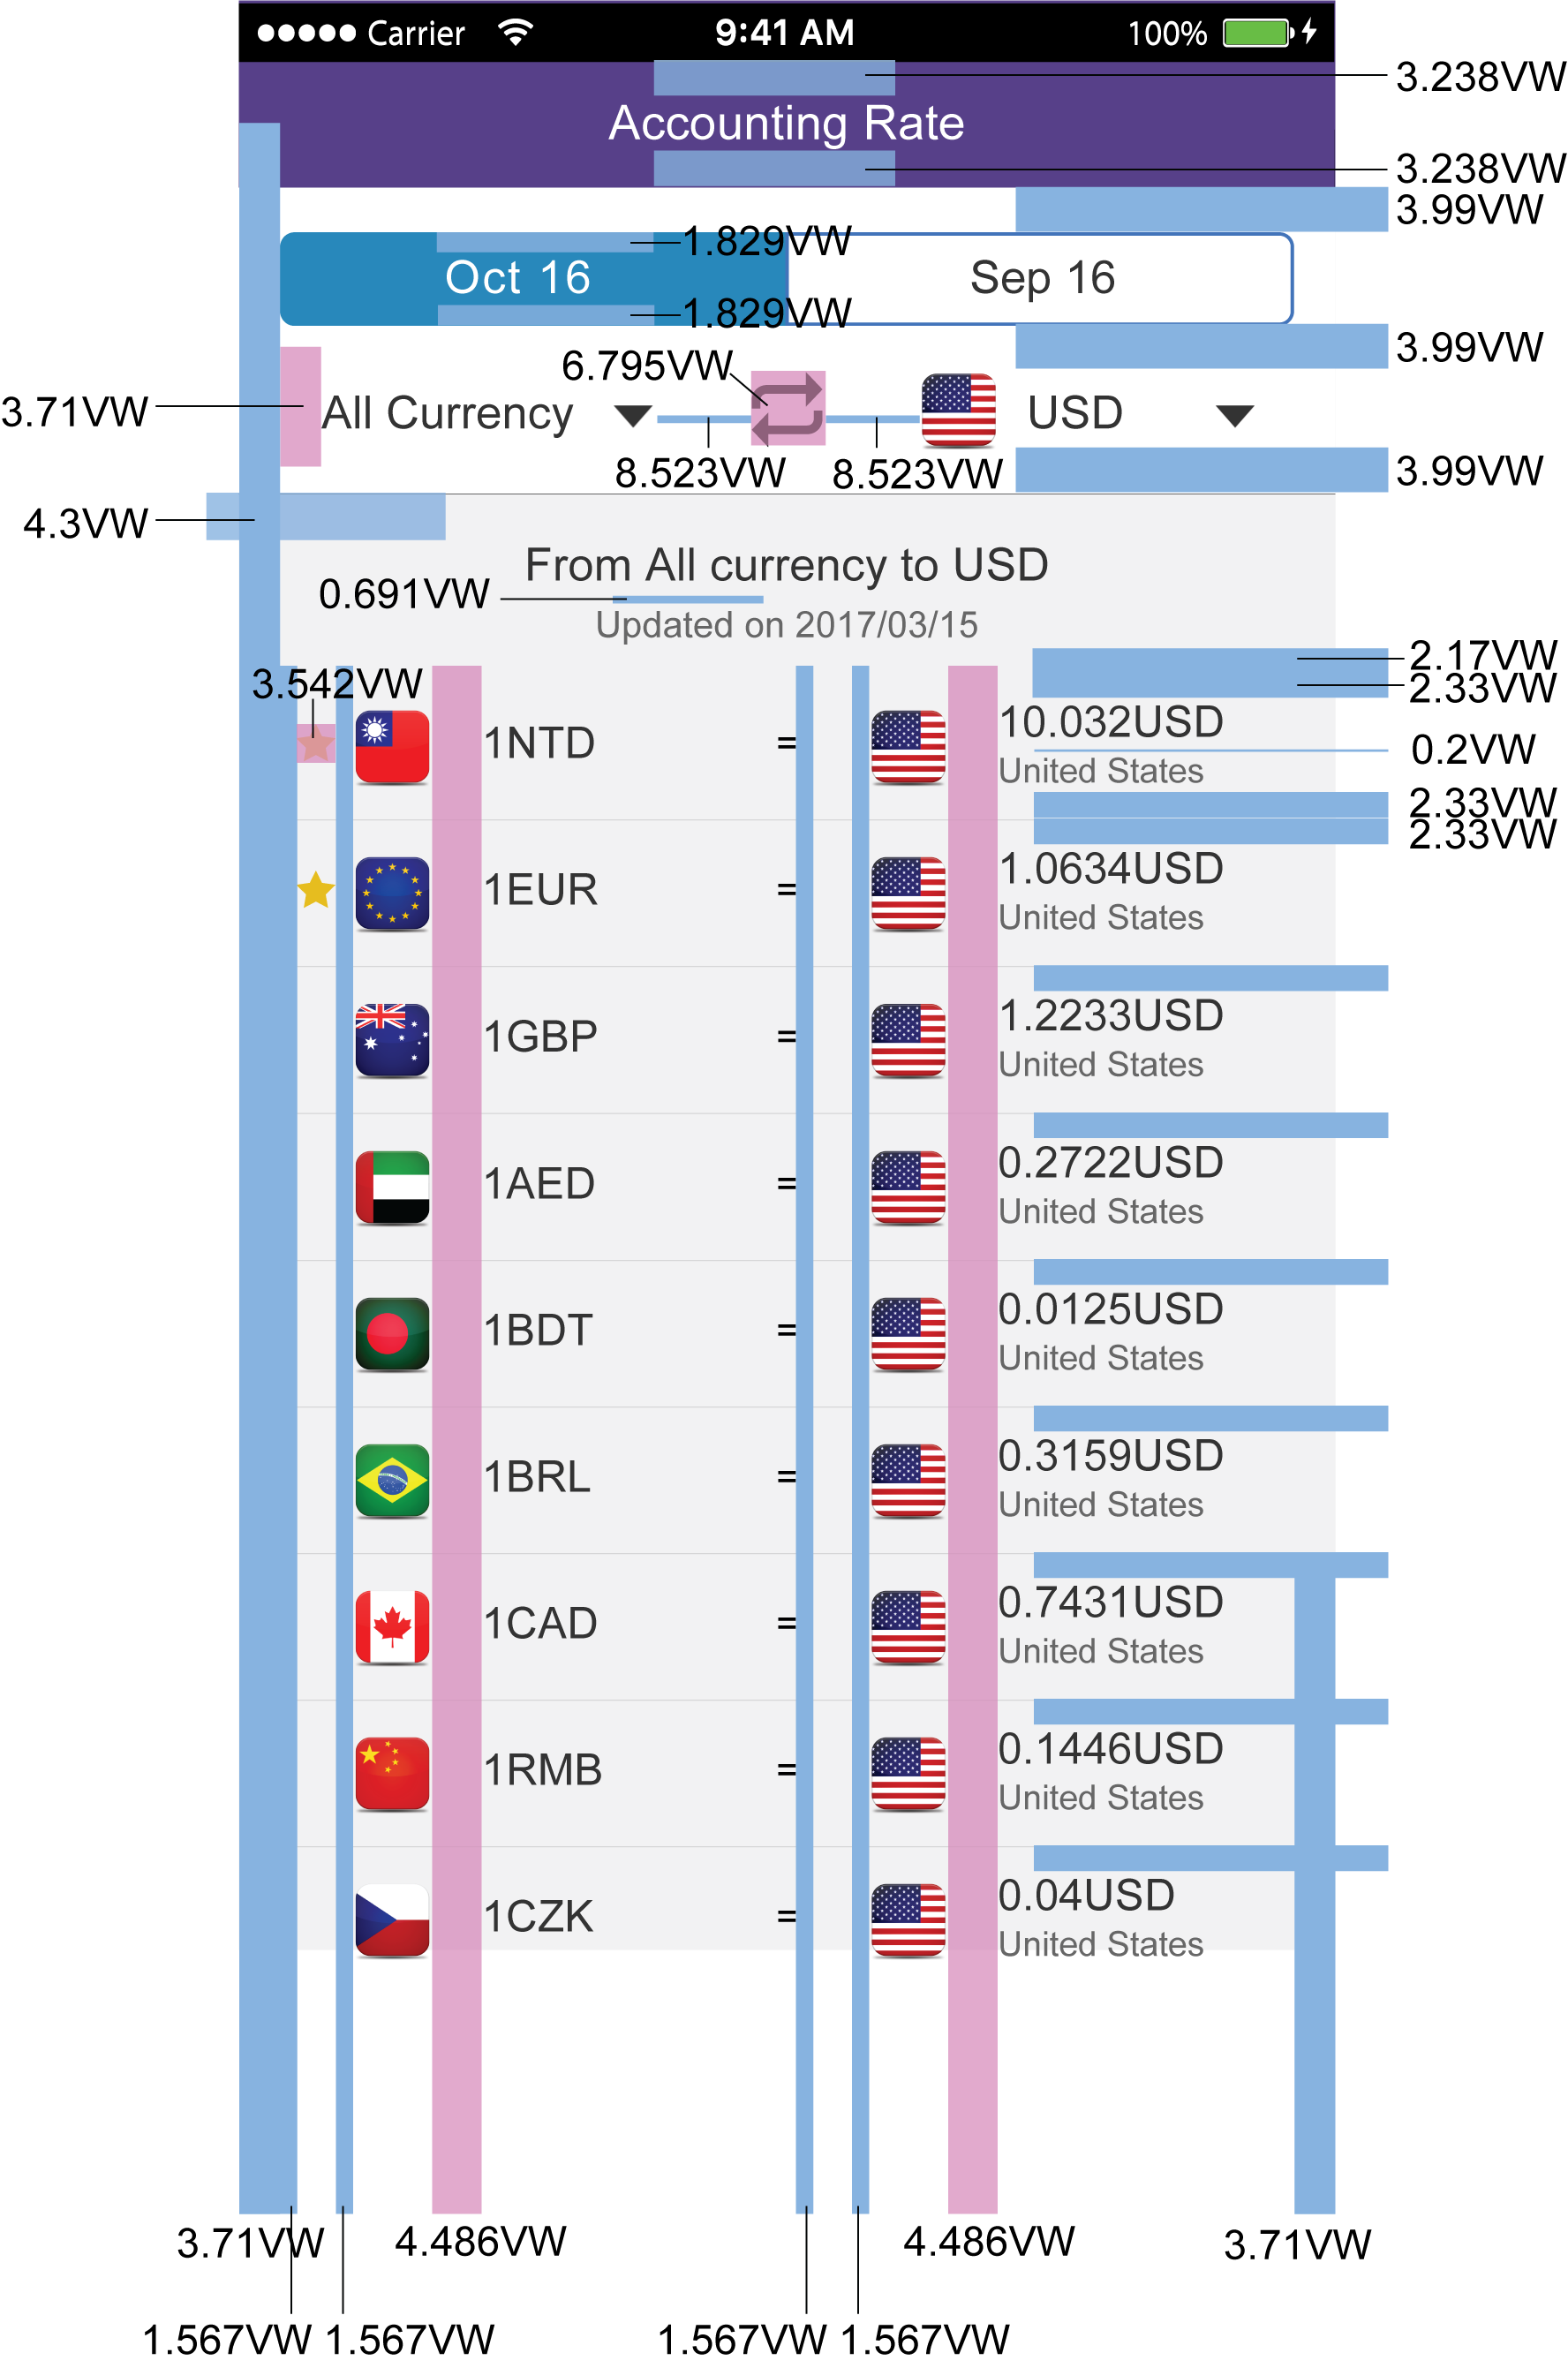 Carrier 9:41 AM 100%
3.238VW
Accounting Rate
3.238VW
3.99VW
1.829VW
Oct 16 Sep 16
1.829VW
3.99VW
6.795VW
3.71VW All Currency USD
8.523VW 8.523VW 3.99VW
4.3VW
From All currency to USD
0.691VW
Updated on 2017/03/15
2.17VW
3.542VW 2.33VW
10.032USD
1NTD = 0.2VW
United States
2.33VW
2.33VW
1.0634USD
1EUR =
United States
1.2233USD
1GBP =
United States
0.2722USD
1AED =
United States
0.0125USD
1BDT =
United States
0.3159USD
1BRL =
United States
0.7431USD
1CAD =
United States
0.1446USD
1RMB =
United States
0.04USD
1CZK =
United States
3.71VW 4.486VW 4.486VW 3.71VW
1.567VW 1.567VW 1.567VW 1.567VW